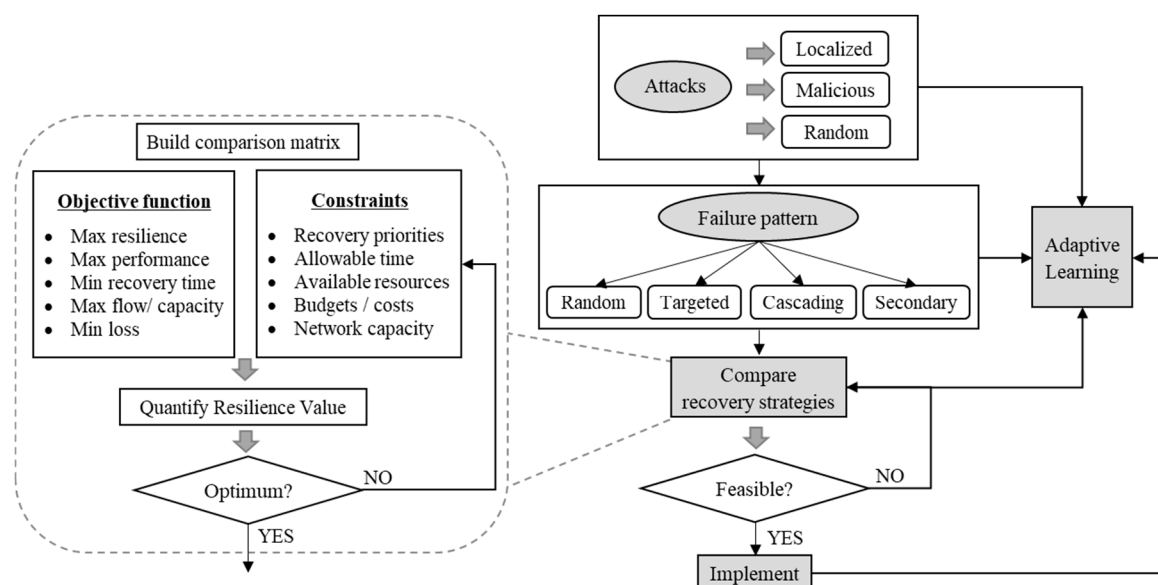 Build comparison matrix
Objective function
• Max resilience
• Max performance
• Min recovery time
• Max flow/ capacity
• Min loss
Constraints
• Recovery priorities
• Allowable time
• Available resources
• Budgets / costs
• Network capacity
Quantify Resilience Value
Optimum?
NO
YES
Attacks
Localized
Malicious
Random
Failure pattern
Random
Targeted
Cascading
Secondary
Compare
recovery strategies
Feasible?
NO
YES
Implement
Adaptive
Learning